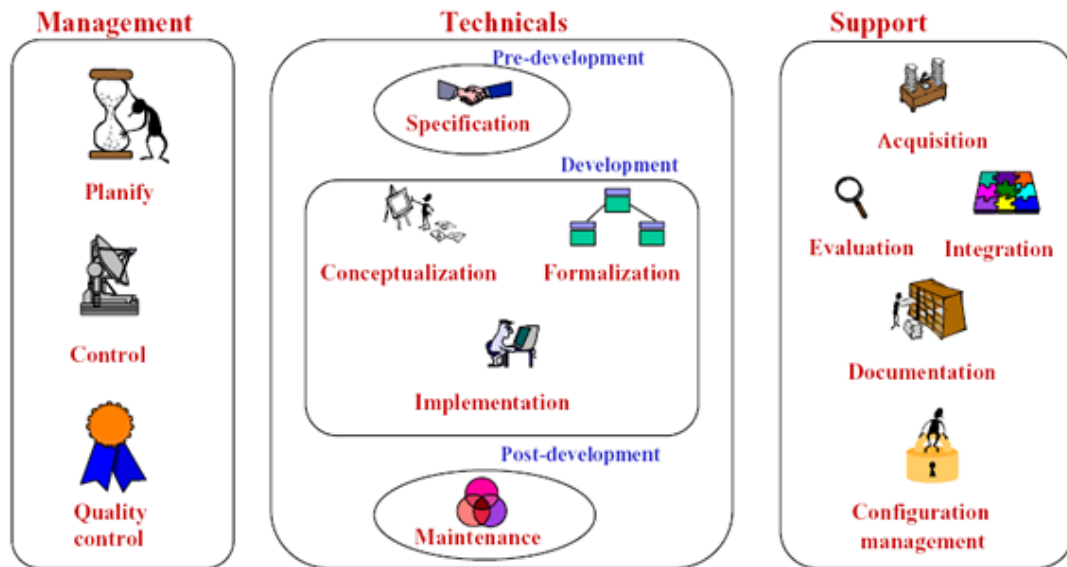 Management
Planify
Control
Quality
control
Technicals
Pre-development
Specification
Development
Conceptualization
Formalization
Implementation
Post-development
Maintenance
Support
Acquisition
Evaluation
Integration
Documentation
Configuration
management